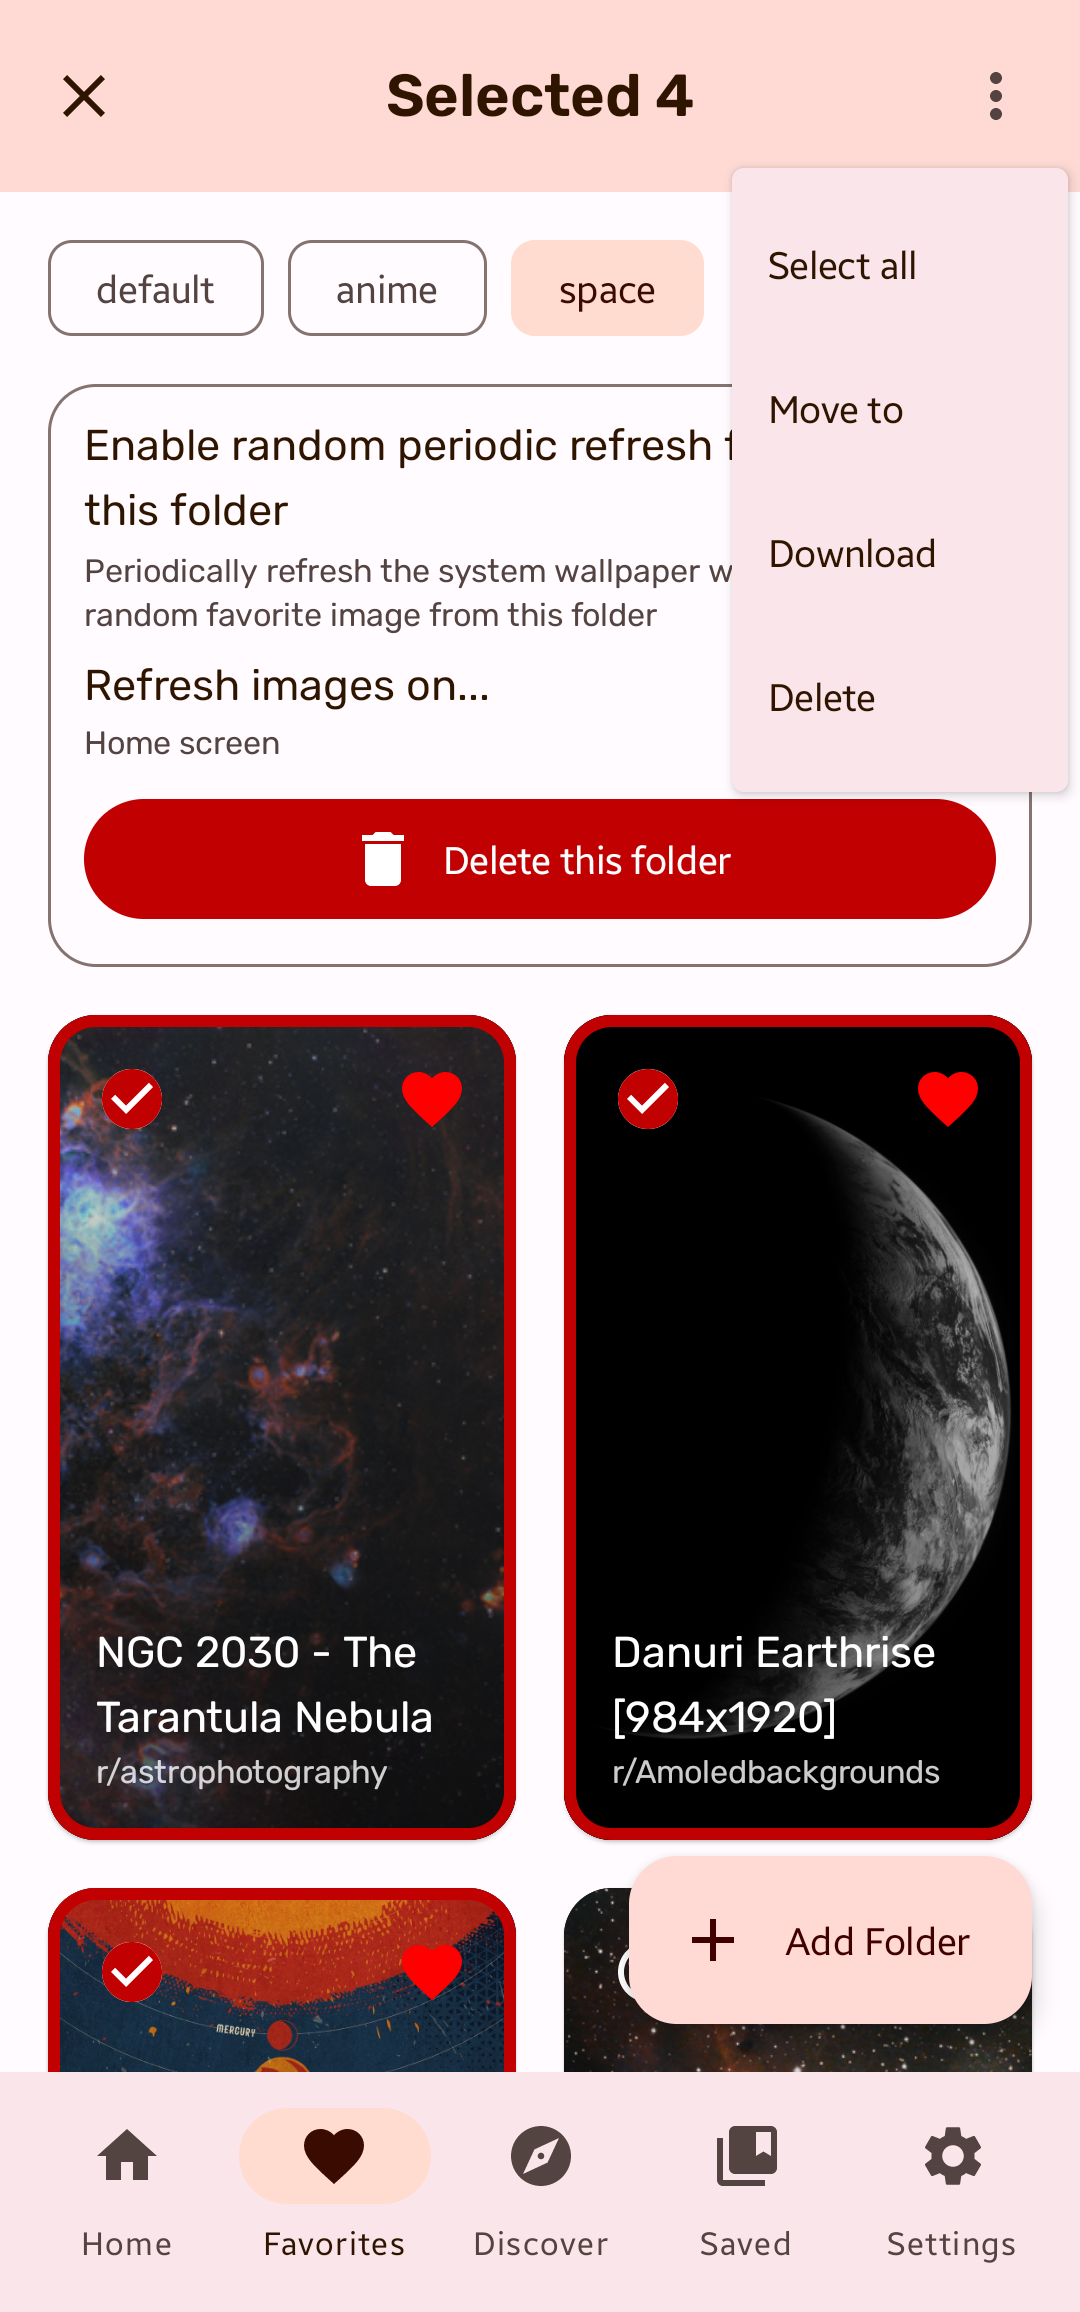 Selected 4
Select all
Move to
Download
Delete
default
anime
space
Enable random periodic refresh
this folder
Periodically refresh the system wallpaper
random favorite image from this folder
Refresh images on...
Home screen
Delete this folder
NGC 2030 - The
Tarantula Nebula
r/astrophotography
Danuri Earthrise
[984x1920]
r/Amoledbackgrounds
MERCURY
Add Folder
Home
Favorites
Discover
Saved
Settings